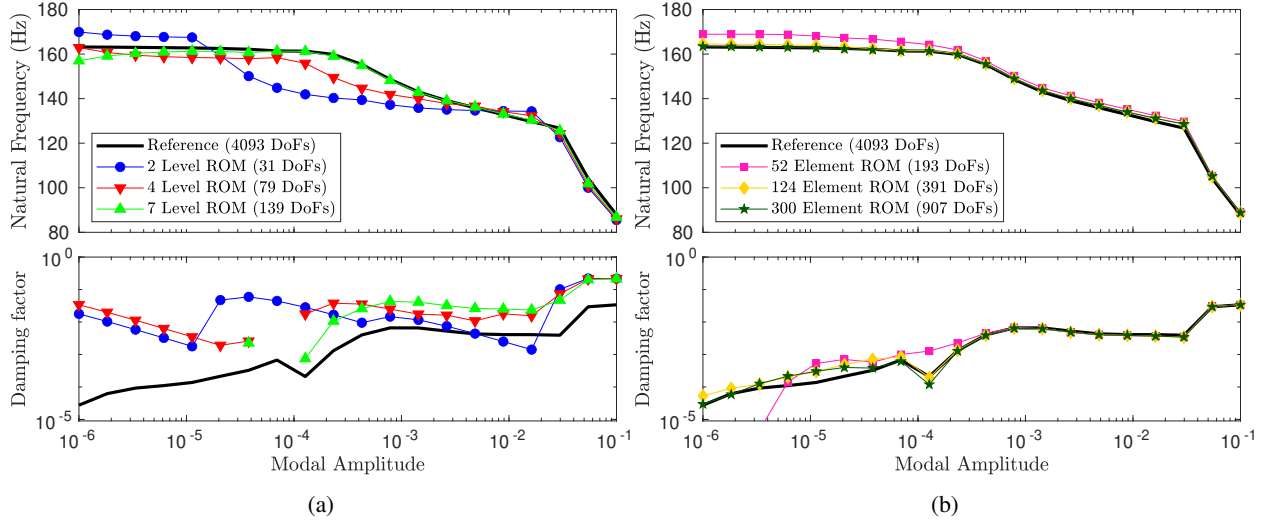 180
160
140
120
100
80
Natural Frequency (Hz)
Reference (4093 DoFs)
2 Level ROM (31 DoFs)
4 Level ROM (79 DoFs)
7 Level ROM (139 DoFs)
10^0
10^-5
Damping factor
10^-6 10^-5 10^-4 10^-3 10^-2 10^-1
Modal Amplitude
(a)
180
160
140
120
100
80
Natural Frequency (Hz)
Reference (4093 DoFs)
52 Element ROM (193 DoFs)
124 Element ROM (391 DoFs)
300 Element ROM (907 DoFs)
10^0
10^-5
Damping factor
10^-6 10^-5 10^-4 10^-3 10^-2 10^-1
Modal Amplitude
(b)